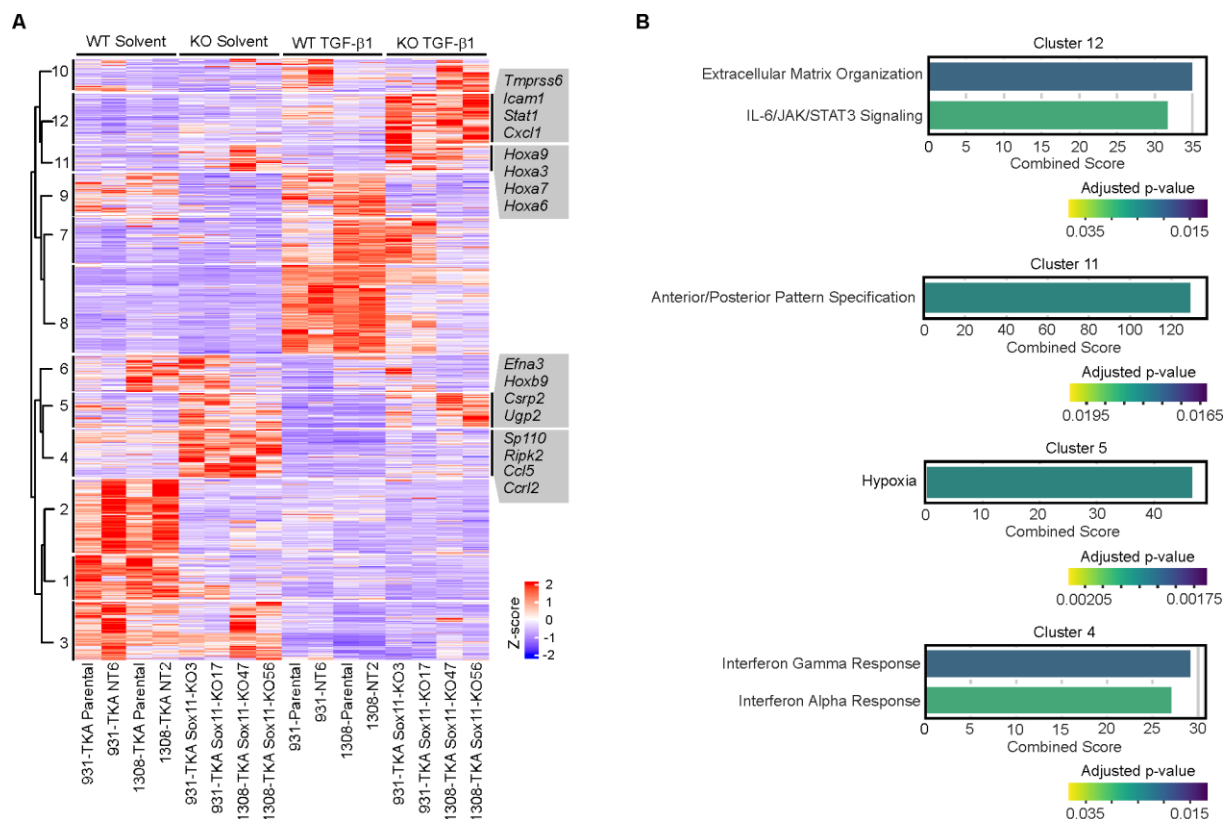 A
WT Solvent
KO Solvent
WT TGF-β1
KO TGF-β1
10
12
11
9
7
8
6
5
4
2
1
3
Tmprss6
Icam1
Stat1
Cxcl1
Hoxa9
Hoxa3
Hoxa7
Hoxa6
Efna3
Hoxb9
Csrp2
Ugp2
Sp110
Ripk2
Ccl5
Ccrl2
Z-score
2
1
0
-1
-2
931-TKA Parental
931-TKA NT6
1308-TKA Parental
1308-TKA NT2
931-TKA Sox11-KO3
931-TKA Sox11-KO17
1308-TKA Sox11-KO47
1308-TKA Sox11-KO56
931-Parental
931-NT6
1308-Parental
1308-NT2
931-TKA Sox11-KO3
931-TKA Sox11-KO17
1308-TKA Sox11-KO47
1308-TKA Sox11-KO56
B
Cluster 12
Extracellular Matrix Organization
IL-6/JAK/STAT3 Signaling
0 5 10 15 20 25 30 35
Combined Score
Adjusted p-value
0.035 0.015
Cluster 11
Anterior/Posterior Pattern Specification
0 20 40 60 80 100 120
Combined Score
Adjusted p-value
0.0195 0.0165
Cluster 5
Hypoxia
0 10 20 30 40
Combined Score
Adjusted p-value
0.00205 0.00175
Cluster 4
Interferon Gamma Response
Interferon Alpha Response
0 5 10 15 20 25 30
Combined Score
Adjusted p-value
0.035 0.015